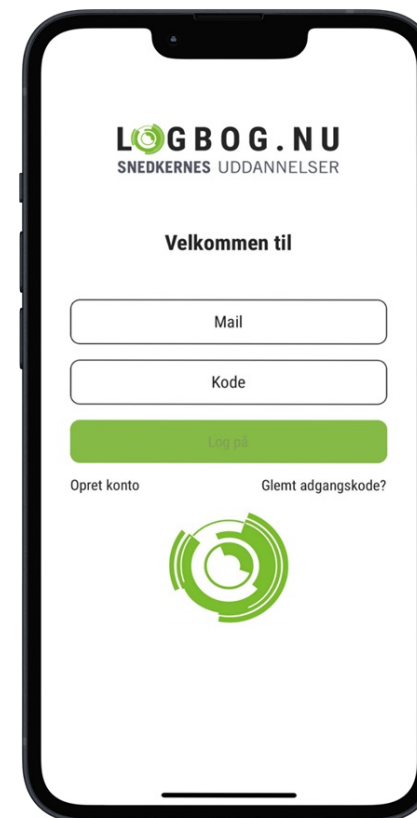 LOGBOG.NU
SNEDKERNES UDDANNELSER
Velkommen til
Mail
Kode
Log på
Opret konto Glemt adgangskode?